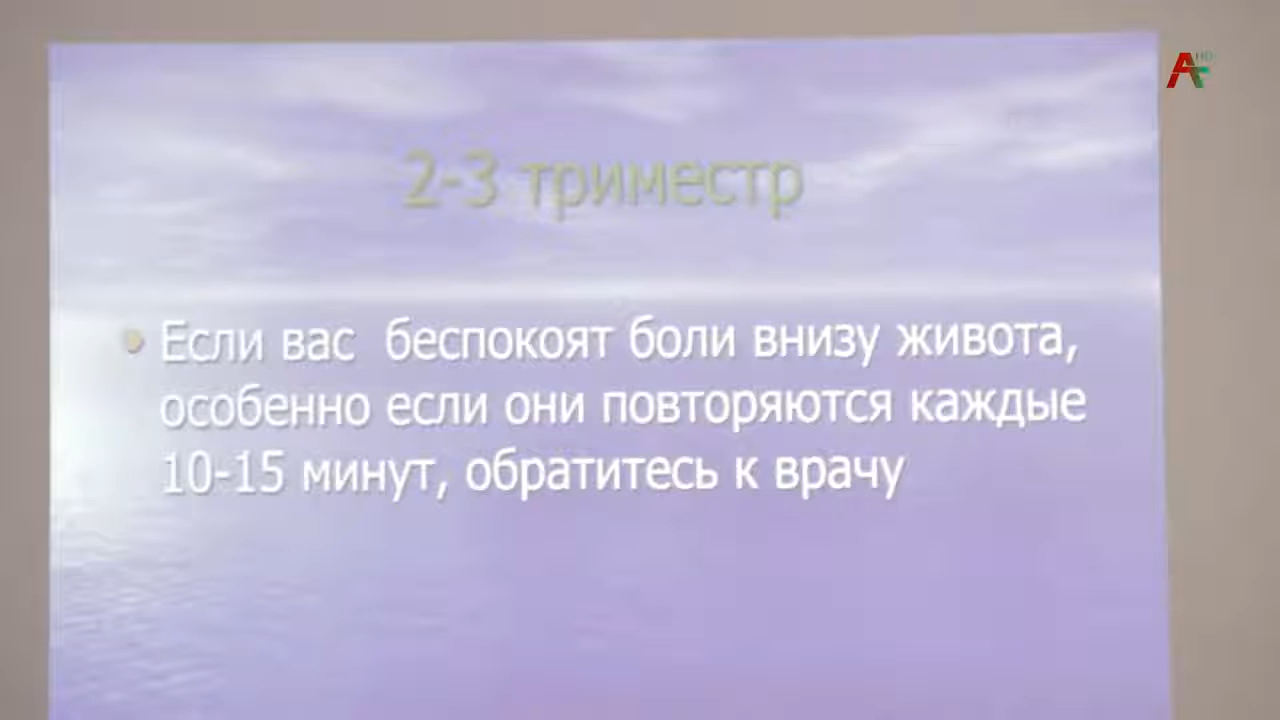 2-3 триместр
Если вас беспокоят боли внизу живота,
особенно если они повторяются каждые
10-15 минут, обратитесь к врачу
HD